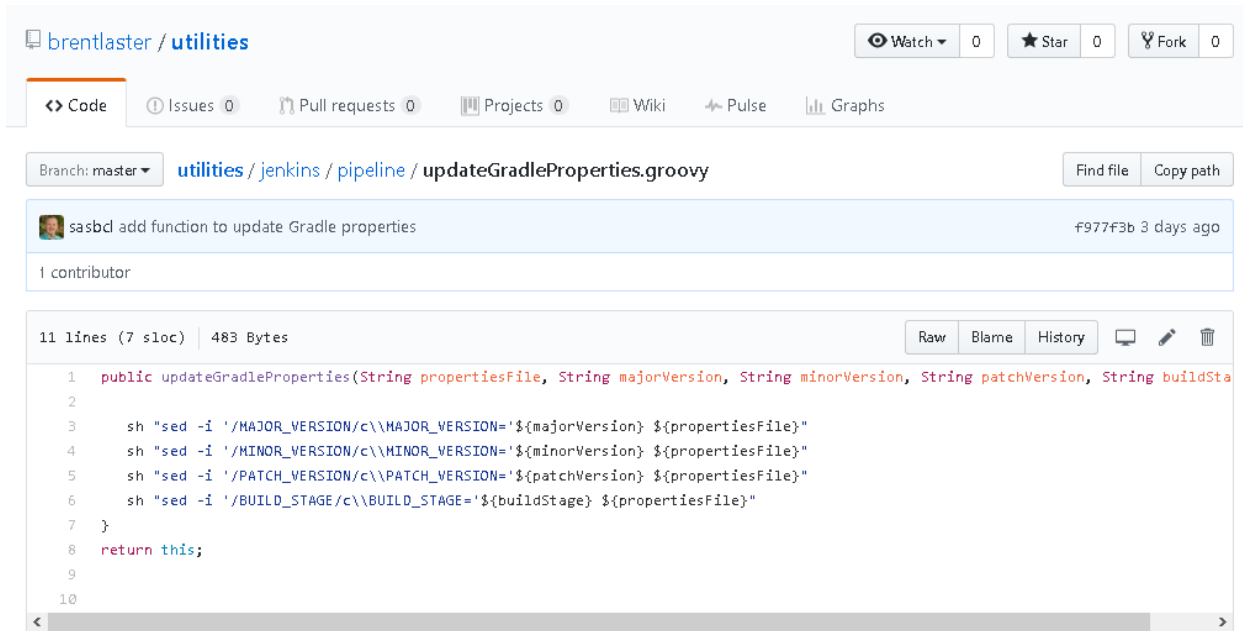 brentlaster / utilities
Watch 0 Star 0 Fork 0
Code Issues 0 Pull requests 0 Projects 0 Wiki Pulse Graphs
Branch: master utilities / jenkins / pipeline / updateGradleProperties.groovy Find file Copy path
sasbcl add function to update Gradle properties f977f3b 3 days ago
1 contributor
11 lines (7 sloc) 483 Bytes Raw Blame History
1 public updateGradleProperties(String propertiesFile, String majorVersion, String minorVersion, String patchVersion, String buildSta
2
3 sh "sed -i '/MAJOR_VERSION/c\\MAJOR_VERSION='${majorVersion} ${propertiesFile}"
4 sh "sed -i '/MINOR_VERSION/c\\MINOR_VERSION='${minorVersion} ${propertiesFile}"
5 sh "sed -i '/PATCH_VERSION/c\\PATCH_VERSION='${patchVersion} ${propertiesFile}"
6 sh "sed -i '/BUILD_STAGE/c\\BUILD_STAGE='${buildStage} ${propertiesFile}"
7 }
8 return this;
9
10